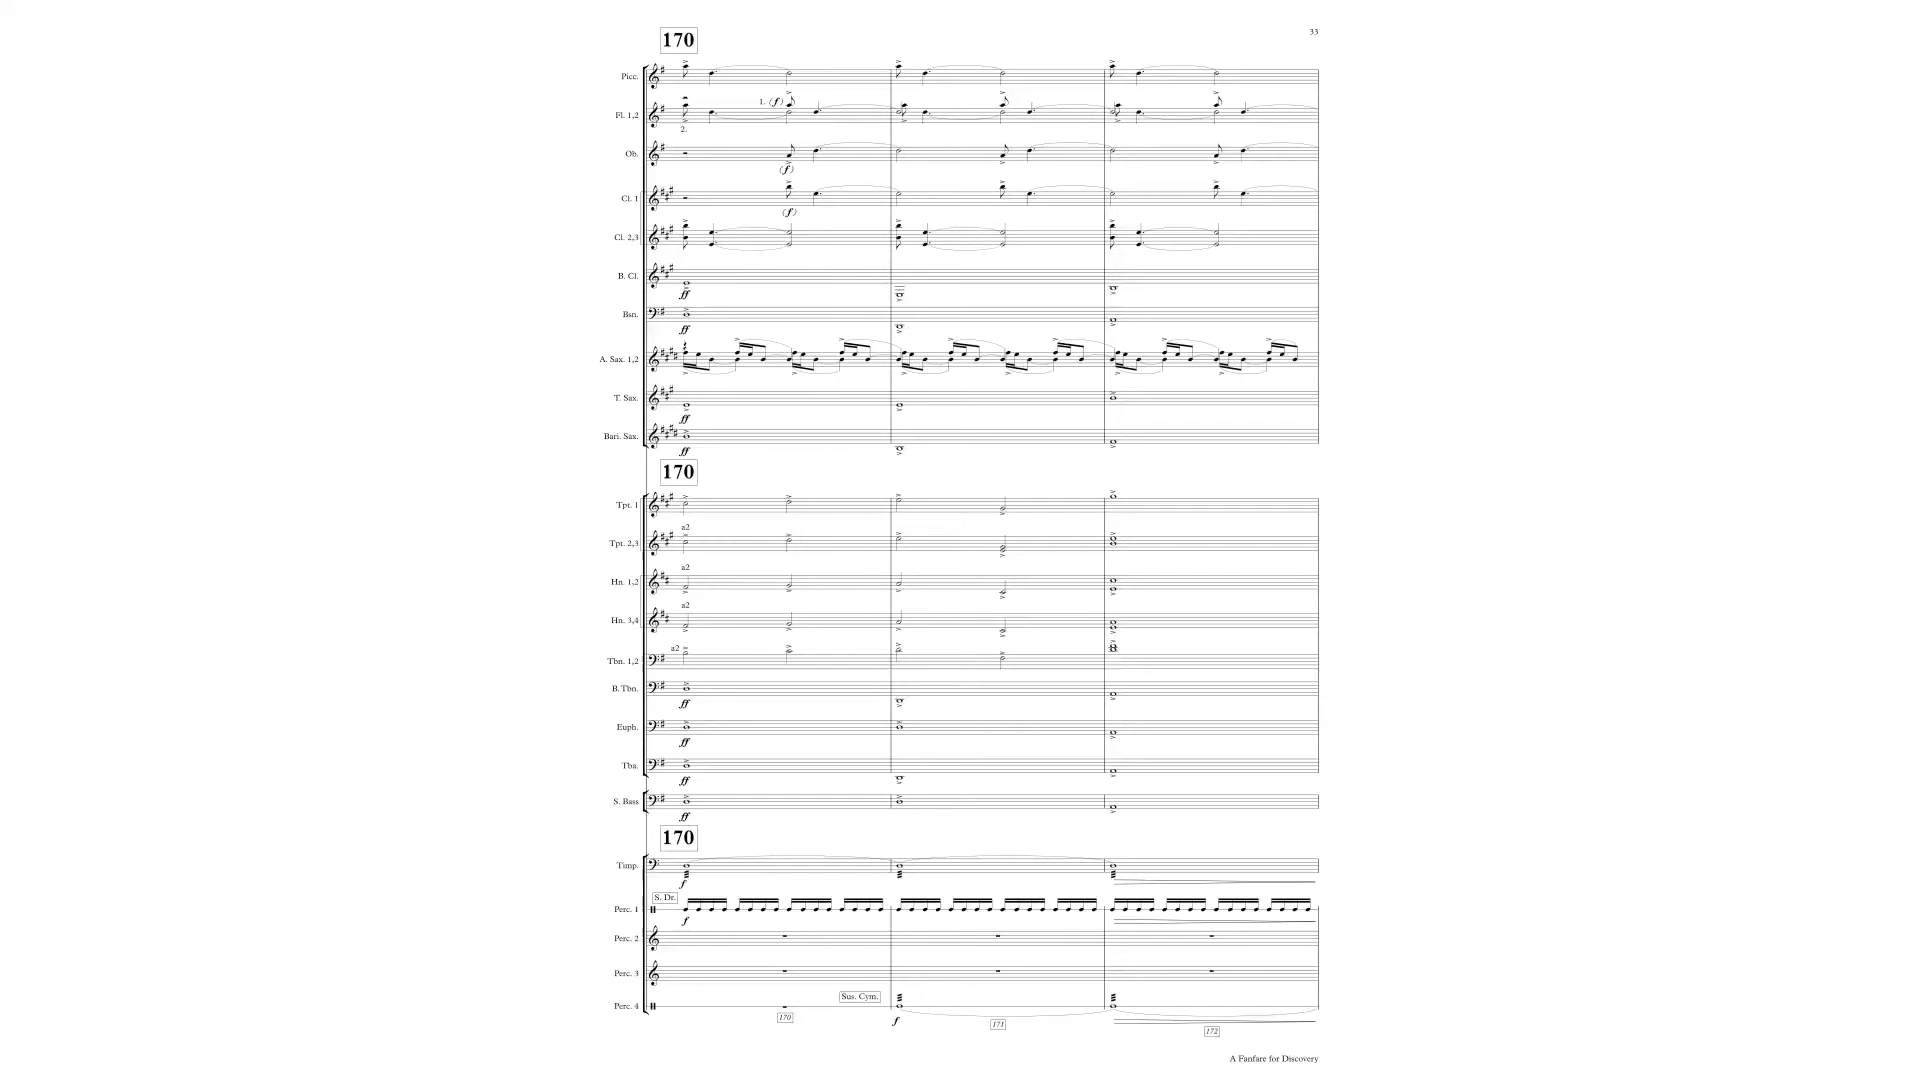 33
170
Picc.
1. (f)
Fl. 1,2
2.
Ob.
(f)
Cl. 1
(f)
Cl. 2,3
B. Cl.
ff
Bsn.
ff
A. Sax. 1,2
T. Sax.
ff
Bari. Sax.
ff
170
Tpt. 1
a2
Tpt. 2,3
a2
Hn. 1,2
a2
Hn. 3,4
a2
Tbn. 1,2
B. Tbn.
ff
Euph.
ff
Tba.
ff
S. Bass
ff
170
Timp.
f
S. Dr.
Perc. 1
f
Perc. 2
Perc. 3
Sus. Cym.
Perc. 4
f
170 171 172
A Fanfare for Discovery